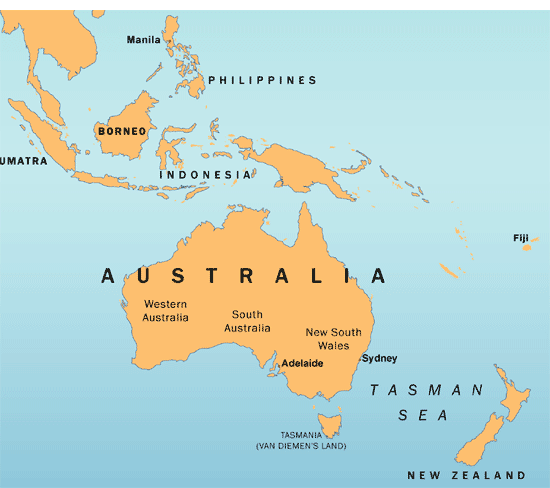 Manila
PHILIPPINES
BORNEO
UMATRA
INDONESIA
Fiji
AUSTRALIA
Western
Australia
South
Australia
New South
Wales
Sydney
Adelaide
TASMAN
SEA
TASMANIA
(VAN DIEMEN'S LAND)
NEW ZEALAND